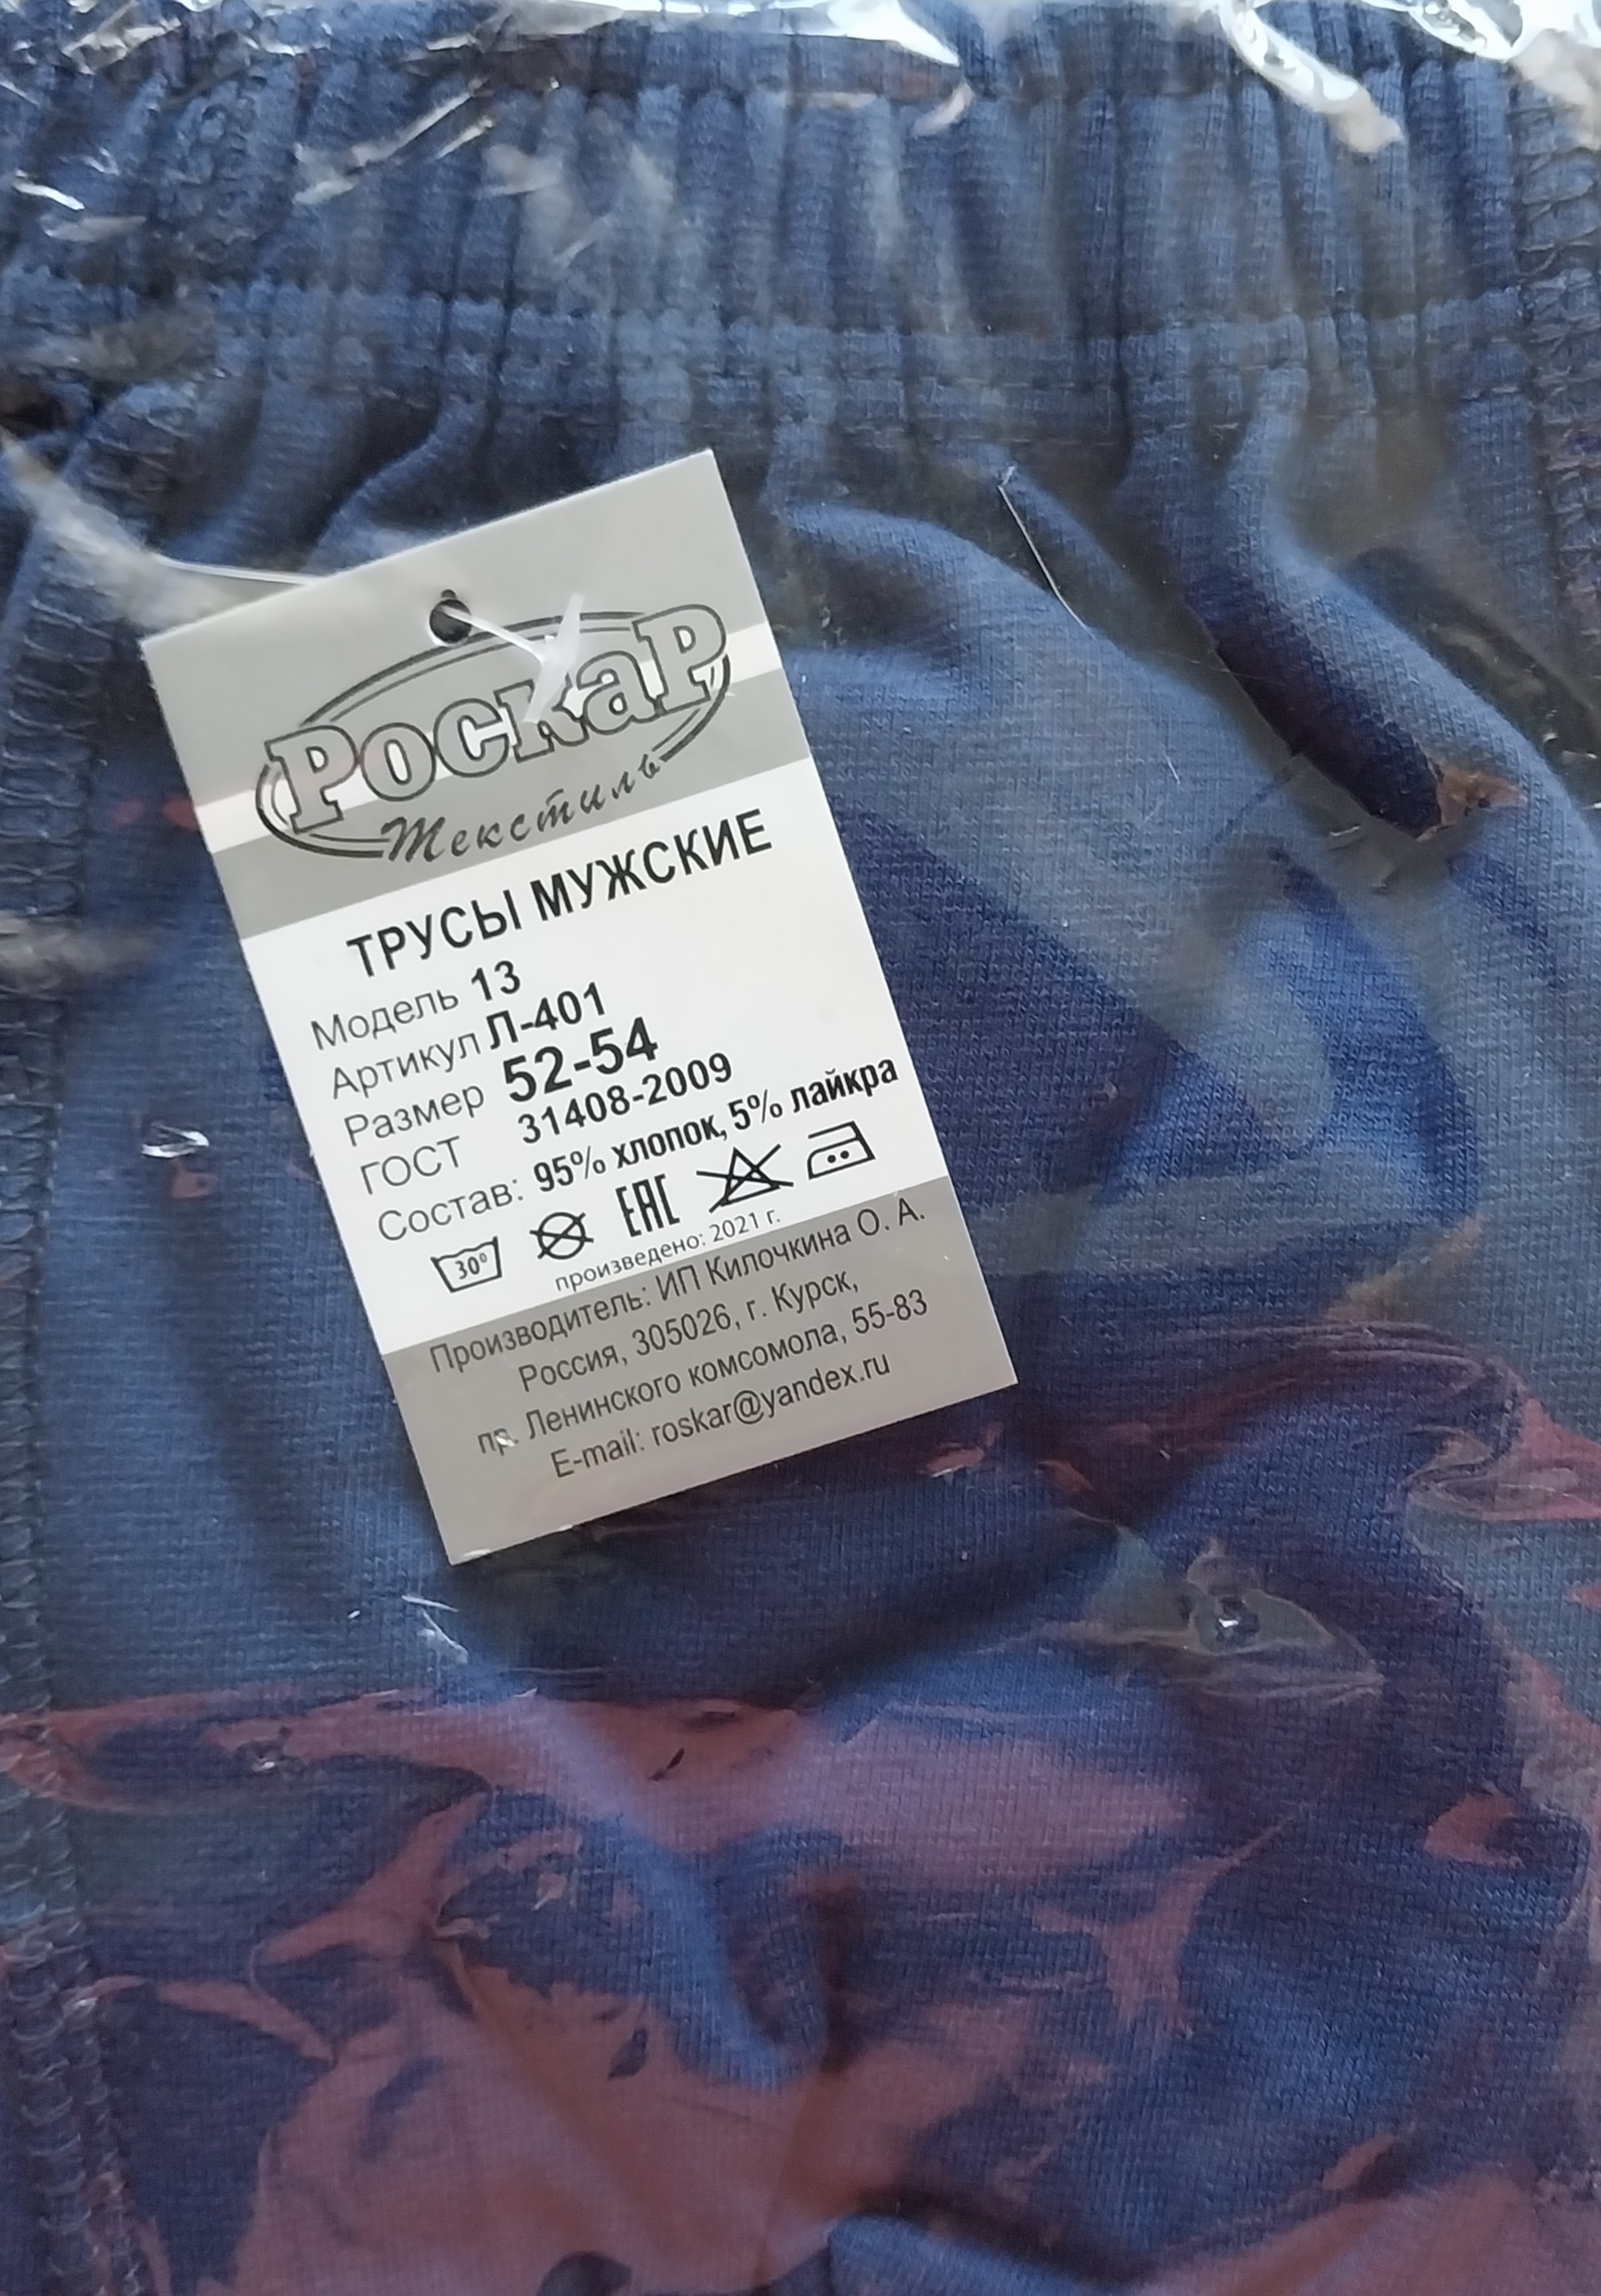 Роскар
Текстиль
ТРУСЫ МУЖСКИЕ
Модель 13
Артикул Л-401
Размер 52-54
ГОСТ 31408-2009
Состав: 95% хлопок, 5% лайкра
30° EAC
произведено: 2021 г.
Производитель: ИП Килочкина О. А.
Россия, 305026, г. Курск,
пр. Ленинского комсомола, 55-83
E-mail: roskar@yandex.ru